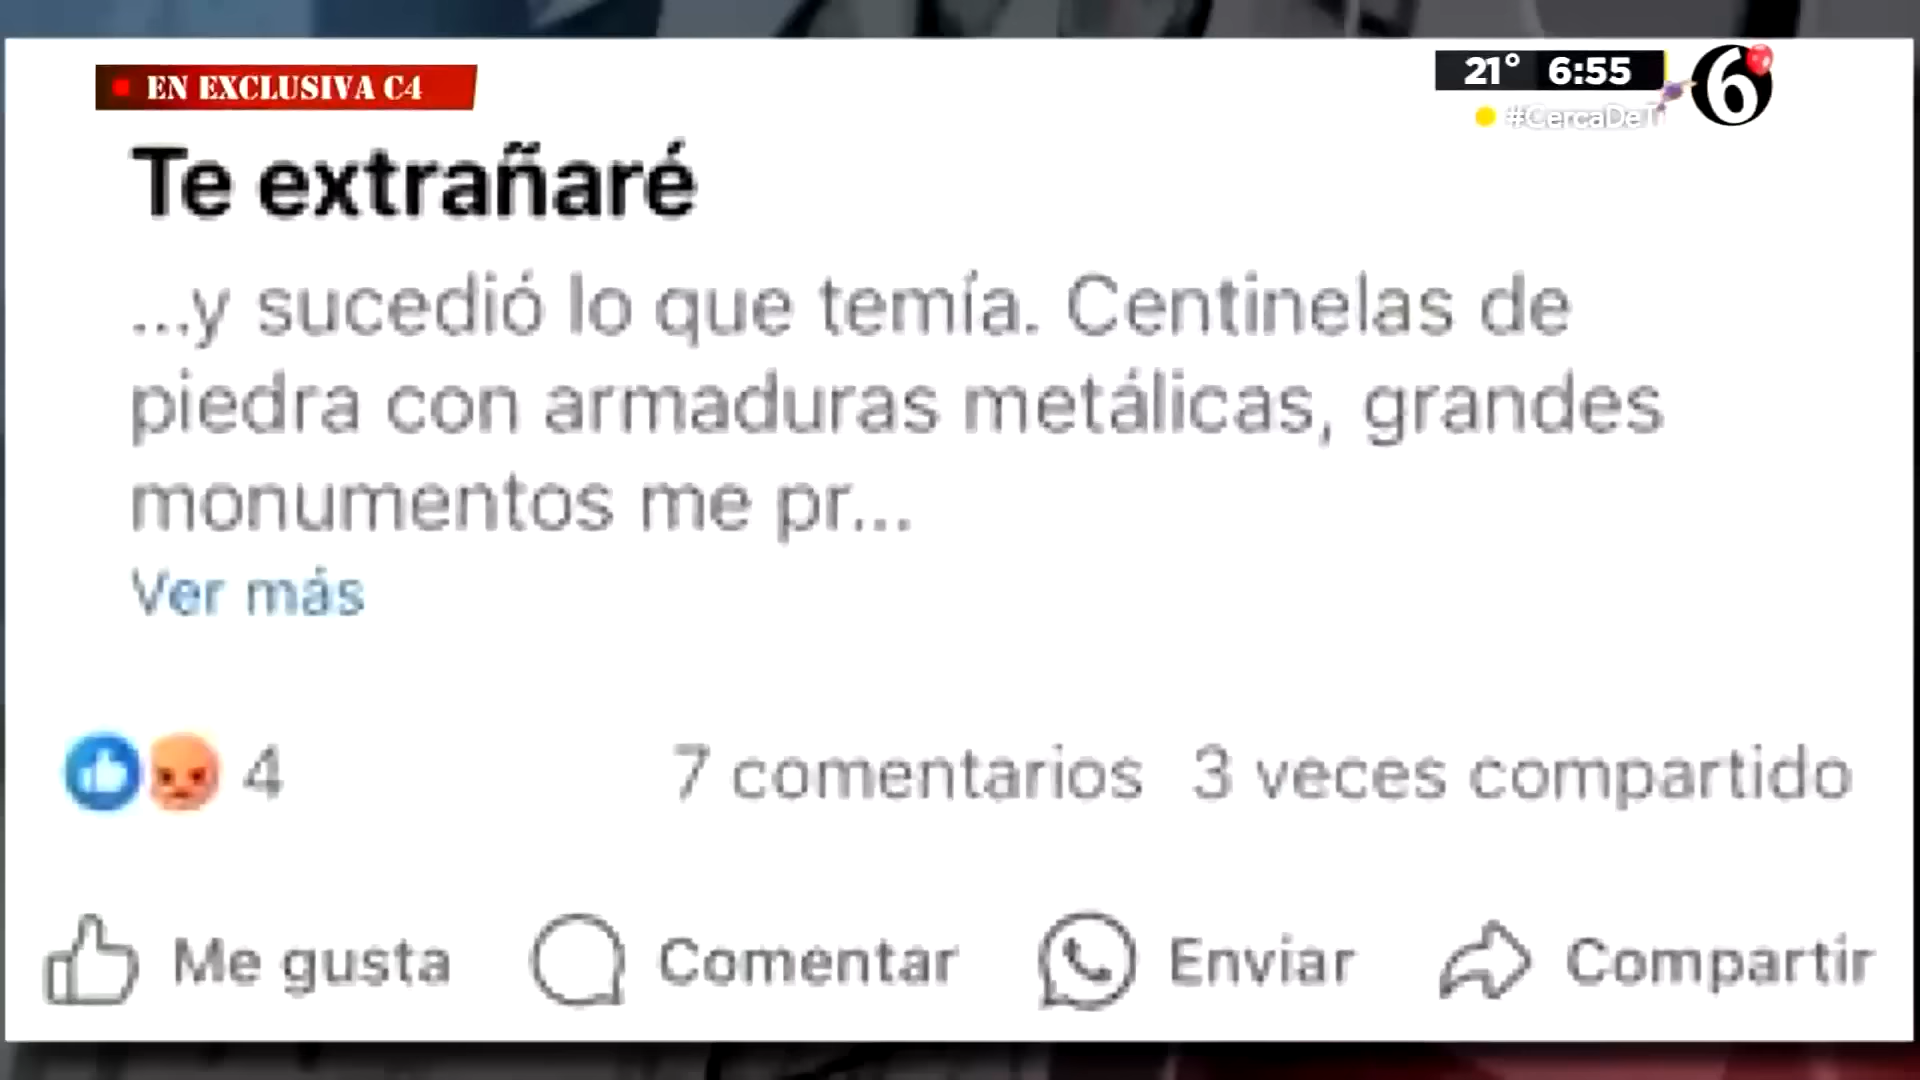 EN EXCLUSIVA C4
21° 6:55
6
#CercaDeTi
Te extrañaré
...y sucedió lo que temía. Centinelas de
piedra con armaduras metálicas, grandes
monumentos me pr...
Ver más
4
7 comentarios 3 veces compartido
Me gusta
Comentar
Enviar
Compartir